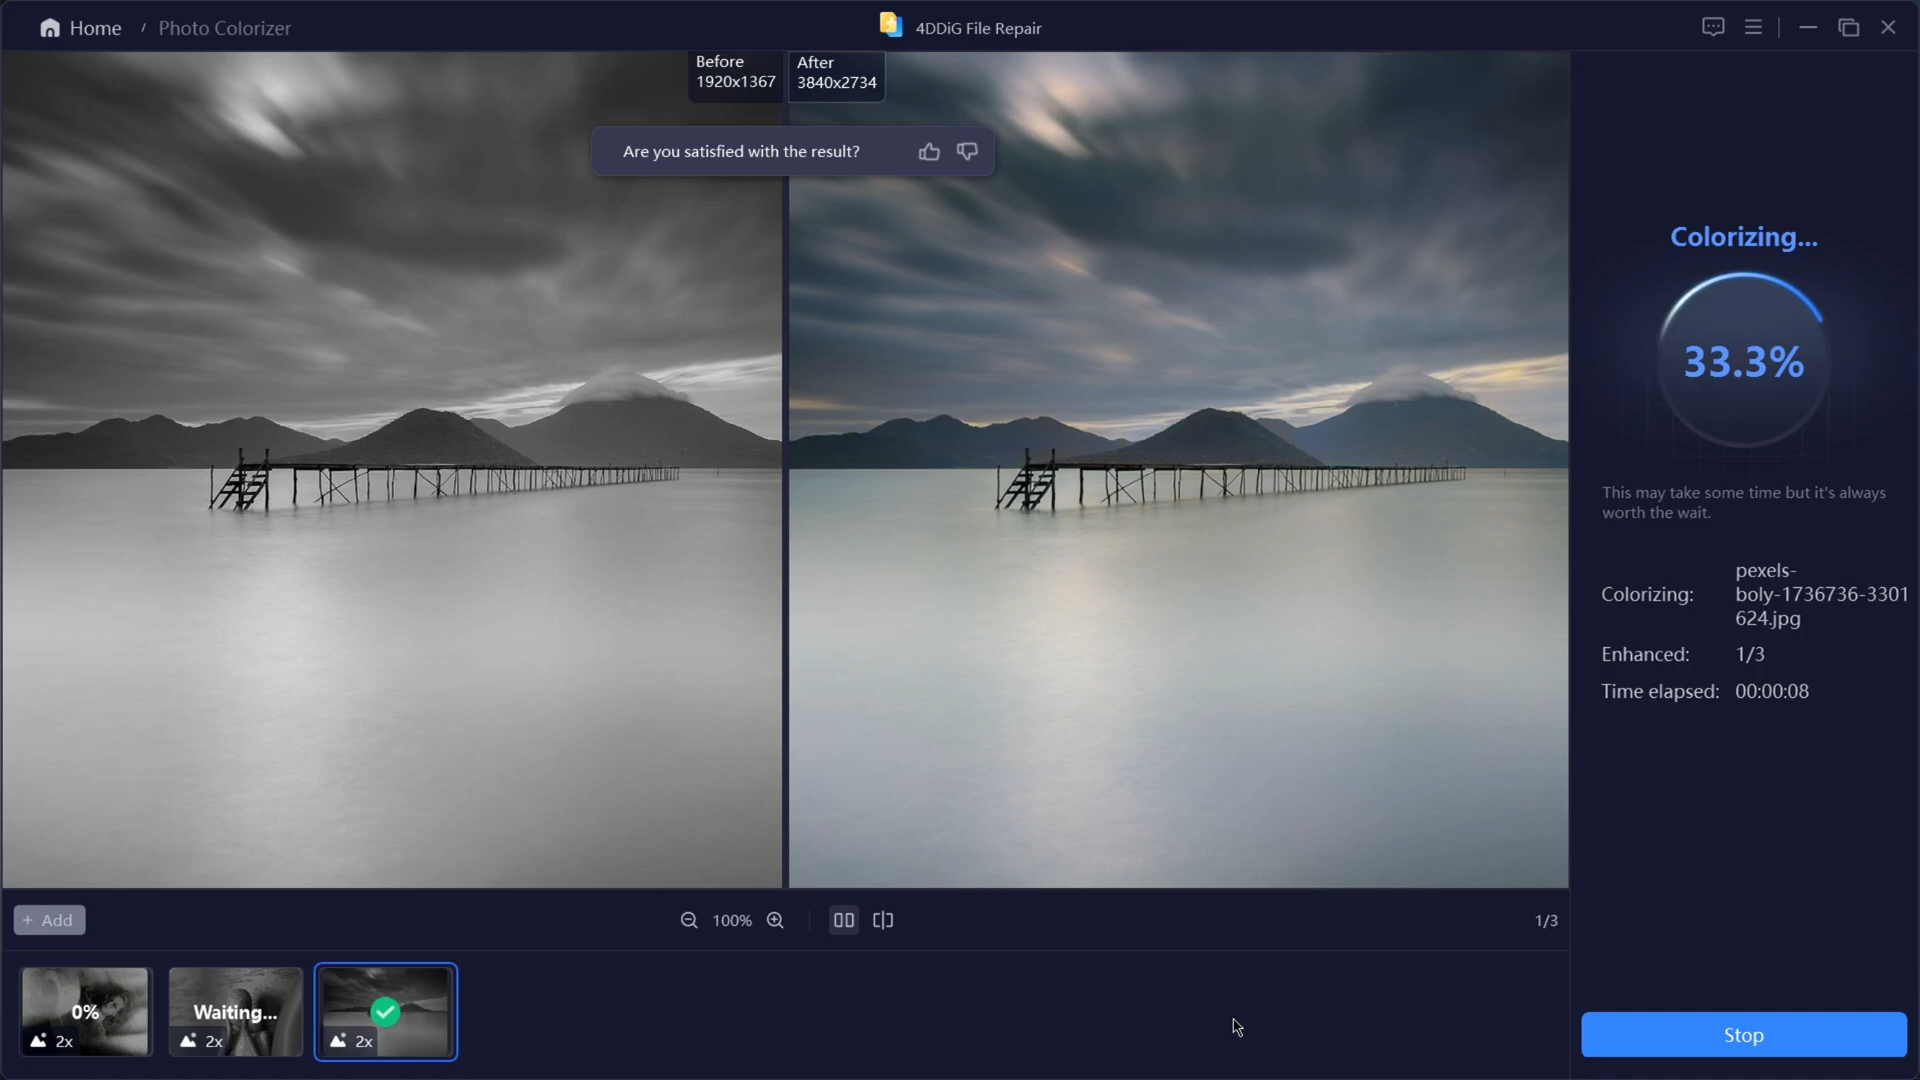 Home / Photo Colorizer
4DDiG File Repair
Before
1920x1367
After
3840x2734
Are you satisfied with the result?
Colorizing...
33.3%
This may take some time but it's always
worth the wait.
Colorizing:
pexels-
boly-1736736-3301
624.jpg
Enhanced: 1/3
Time elapsed: 00:00:08
+ Add
100%
1/3
0%
2x
Waiting...
2x
2x
Stop